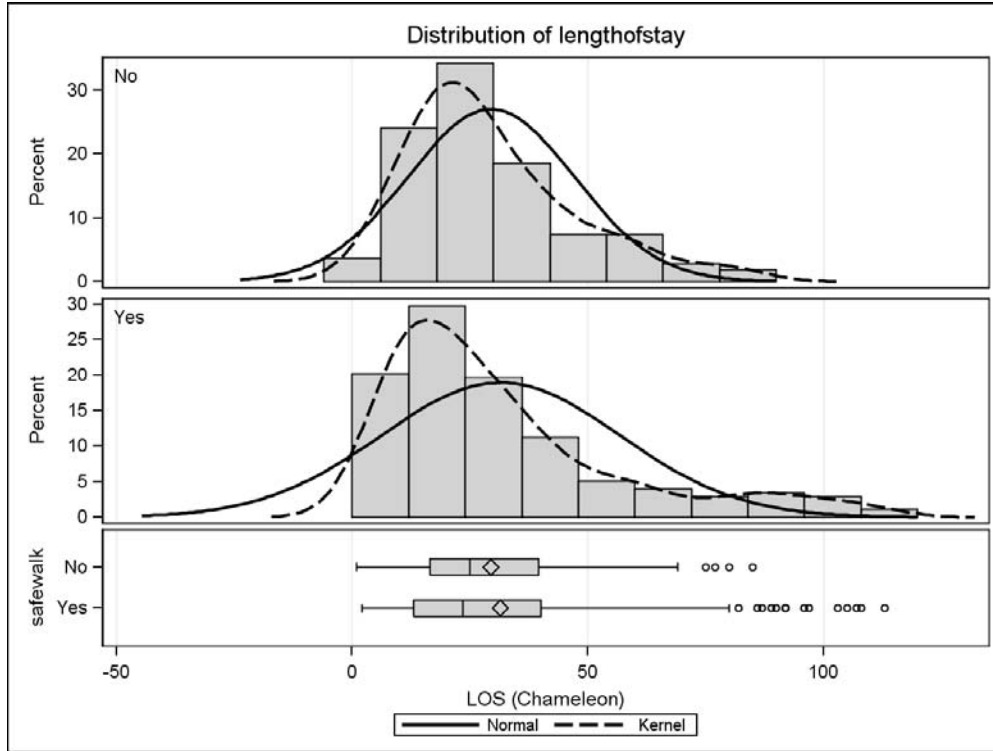 Distribution of lengthofstay
No
30
20
10
0
Percent
Yes
30
25
20
15
10
5
0
Percent
No
Yes
safewalk
-50 0 50 100
LOS (Chameleon)
Normal Kernel